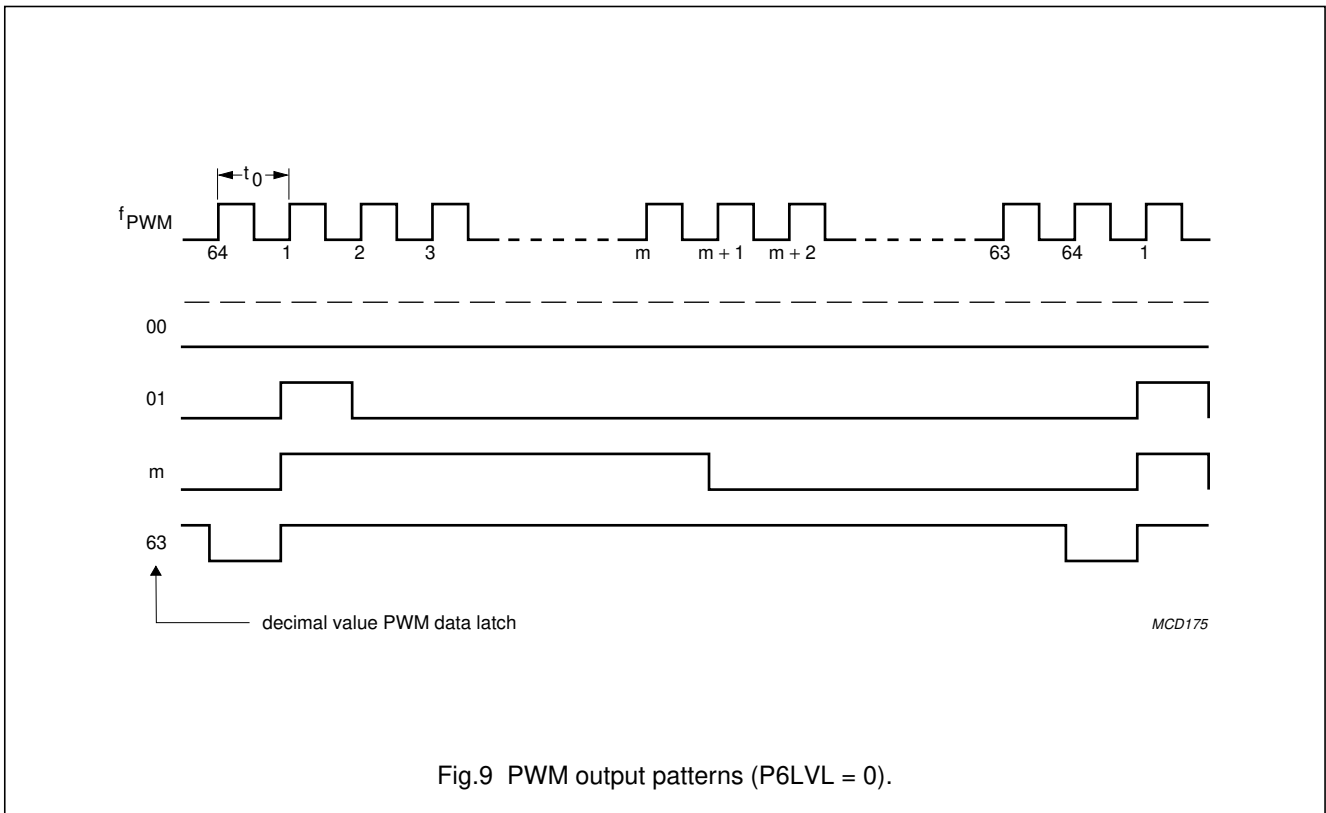 t0
fPWM
64 1 2 3 m m + 1 m + 2 63 64 1
00
01
m
63
decimal value PWM data latch
MCD175
Fig.9 PWM output patterns (P6LVL = 0).